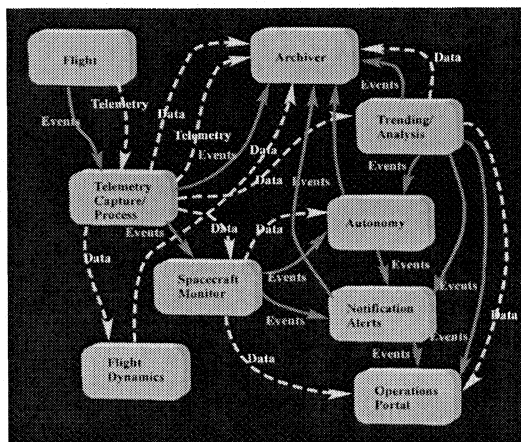 Flight
Archiver
Data
Telemetry
Data
Events
Trending/
Analysis
Events
Telemetry
Data
Events
Events
Data
Telemetry
Capture/
Process
Data
Autonomy
Events
Data
Data
Events
Data
Spacecraft
Monitor
Events
Notification
Alerts
Events
Events
Data
Events
Events
Data
Flight
Dynamics
Operations
Portal